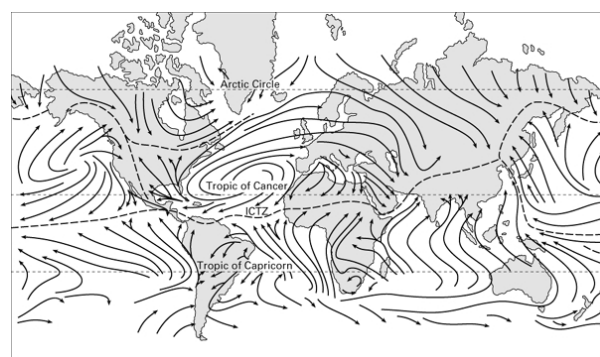 Arctic Circle
Tropic of Cancer
ICTZ
Tropic of Capricorn